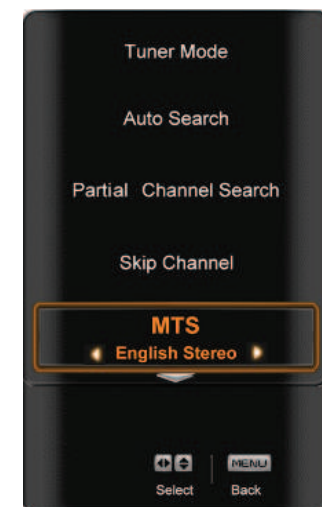 Tuner Mode
Auto Search
Partial Channel Search
Skip Channel
MTS
English Stereo
MENU
Select Back